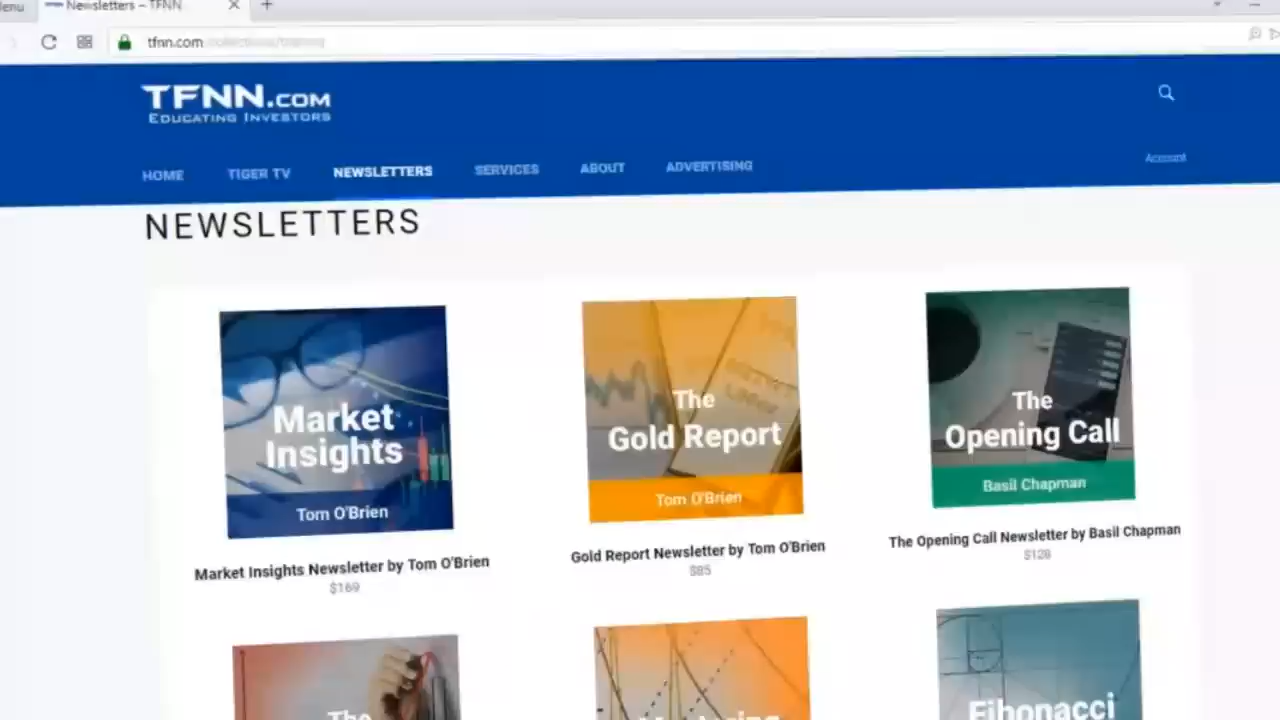 enu
Newsletters – TFNN
tfnn.com
TFNN.COM
EDUCATING INVESTORS
Account
HOME
TIGER TV
NEWSLETTERS
SERVICES
ABOUT
ADVERTISING
NEWSLETTERS
Market
Insights
Tom O'Brien
Market Insights Newsletter by Tom O'Brien
$169
The
Gold Report
Tom O'Brien
Gold Report Newsletter by Tom O'Brien
$85
The
Opening Call
Basil Chapman
The Opening Call Newsletter by Basil Chapman
$128
The
Fibonacci